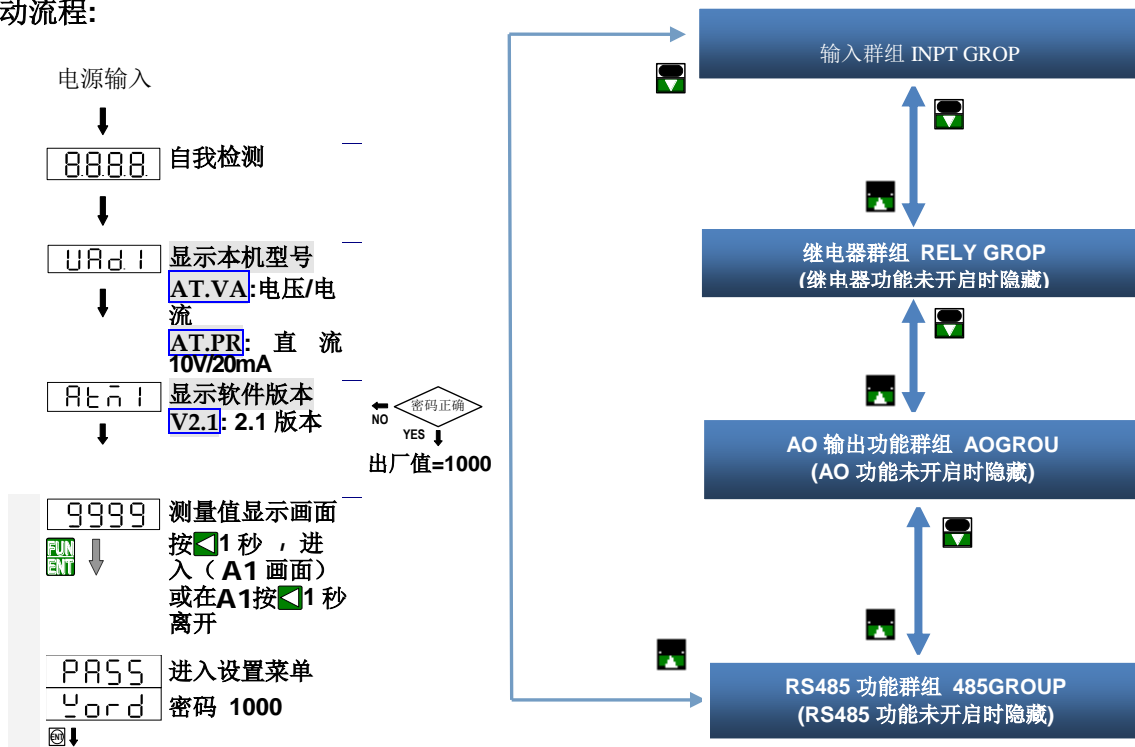 动流程:
电源输入
8.8.8.8.
自我检测
UAd.1
显示本机型号
AT.VA:电压/电
流
AT.PR: 直 流
10V/20mA
Atm1
显示软件版本
V2.1: 2.1 版本
密码正确
NO
YES
出厂值=1000
9999
测量值显示画面
FUN
ENT
按1 秒 ，进
入（ A1 画面）
或在A1按1 秒
离开
PASS
进入设置菜单
Word
密码 1000
ENT
输入群组 INPT GROP
继电器群组 RELY GROP
(继电器功能未开启时隐藏)
AO 输出功能群组 AOGROU
(AO 功能未开启时隐藏)
RS485 功能群组 485GROUP
(RS485 功能未开启时隐藏)